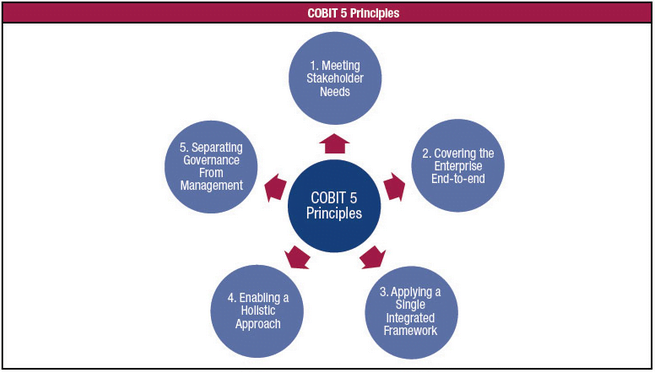 COBIT 5 Principles
1. Meeting
Stakeholder
Needs
2. Covering the
Enterprise
End-to-end
3. Applying a
Single
Integrated
Framework
4. Enabling a
Holistic
Approach
5. Separating
Governance
From
Management
COBIT 5
Principles